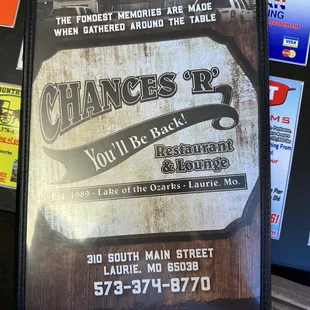 THE FONDEST MEMORIES ARE MADE
WHEN GATHERED AROUND THE TABLE
CHANCES 'R'
You'll Be Back!
Restaurant
& Lounge
Est. 1989 - Lake of the Ozarks - Laurie, Mo.
310 SOUTH MAIN STREET
LAURIE, MO 65038
573-374-8770
VISA